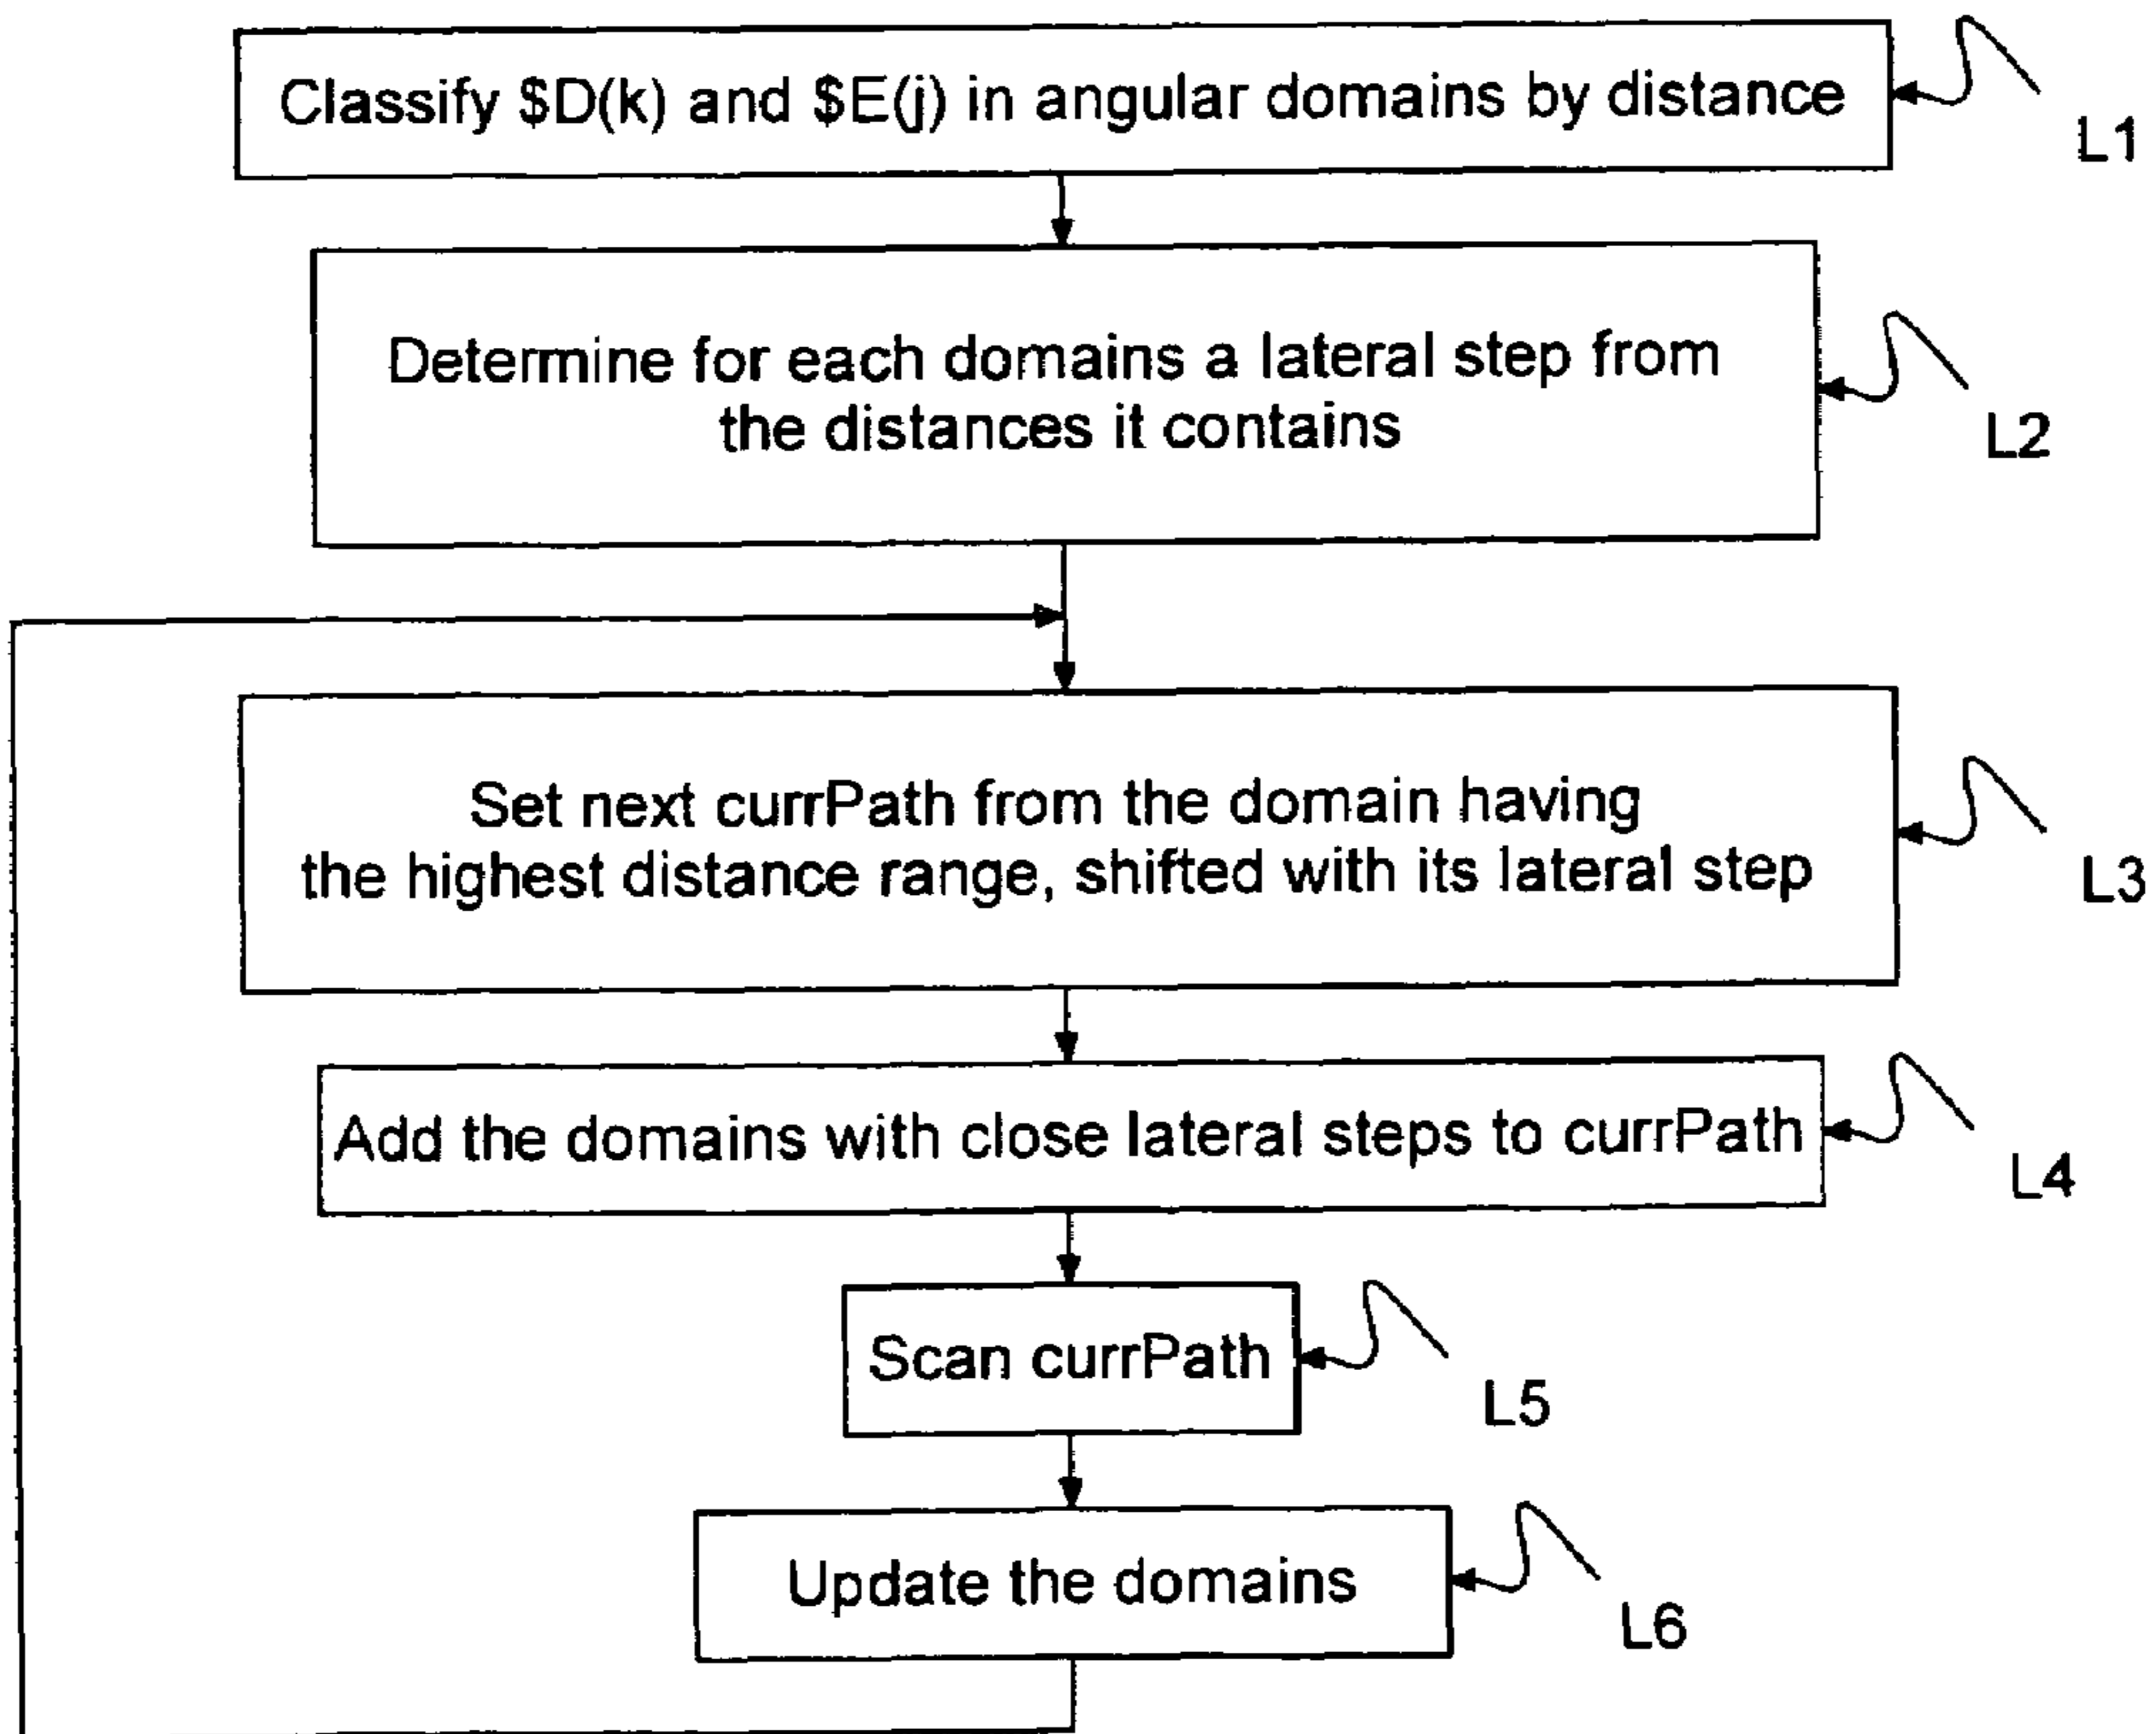 Classify $D(k) and $E(j) in angular domains by distance
L1
Determine for each domains a lateral step from
the distances it contains
L2
Set next currPath from the domain having
the highest distance range, shifted with its lateral step
L3
Add the domains with close lateral steps to currPath
L4
Scan currPath
L5
Update the domains
L6